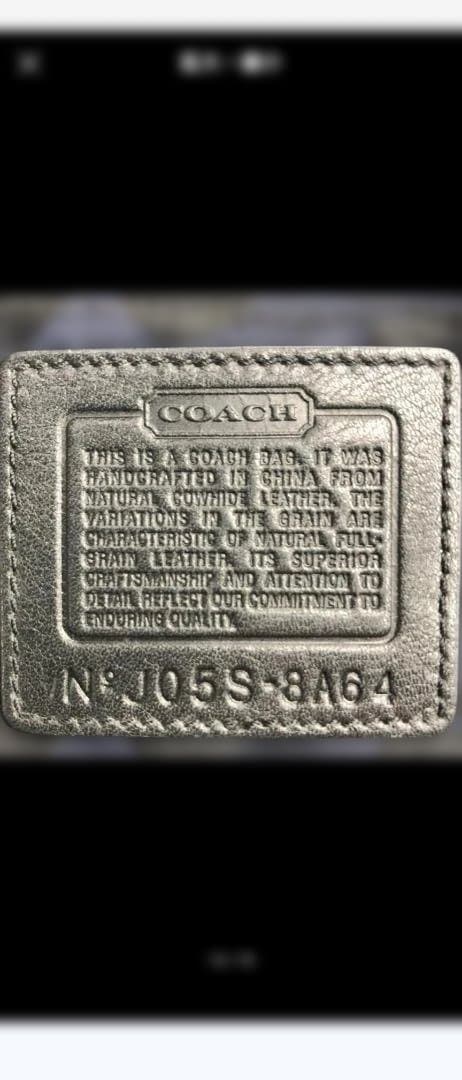 COACH
THIS IS A COACH BAG. IT WAS
HANDCRAFTED IN CHINA FROM
NATURAL COWHIDE LEATHER. THE
VARIATIONS IN THE GRAIN ARE
CHARACTERISTIC OF NATURAL FULL-
GRAIN LEATHER. ITS SUPERIOR
CRAFTSMANSHIP AND ATTENTION TO
DETAIL REFLECT OUR COMMITMENT TO
ENDURING QUALITY.
Nº J05S-8A64